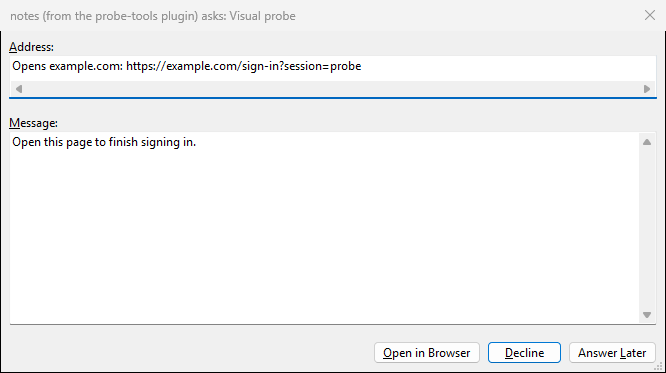 notes (from the probe-tools plugin) asks: Visual probe
Address:
Opens example.com: https://example.com/sign-in?session=probe
Message:
Open this page to finish signing in.
Open in Browser
Decline
Answer Later